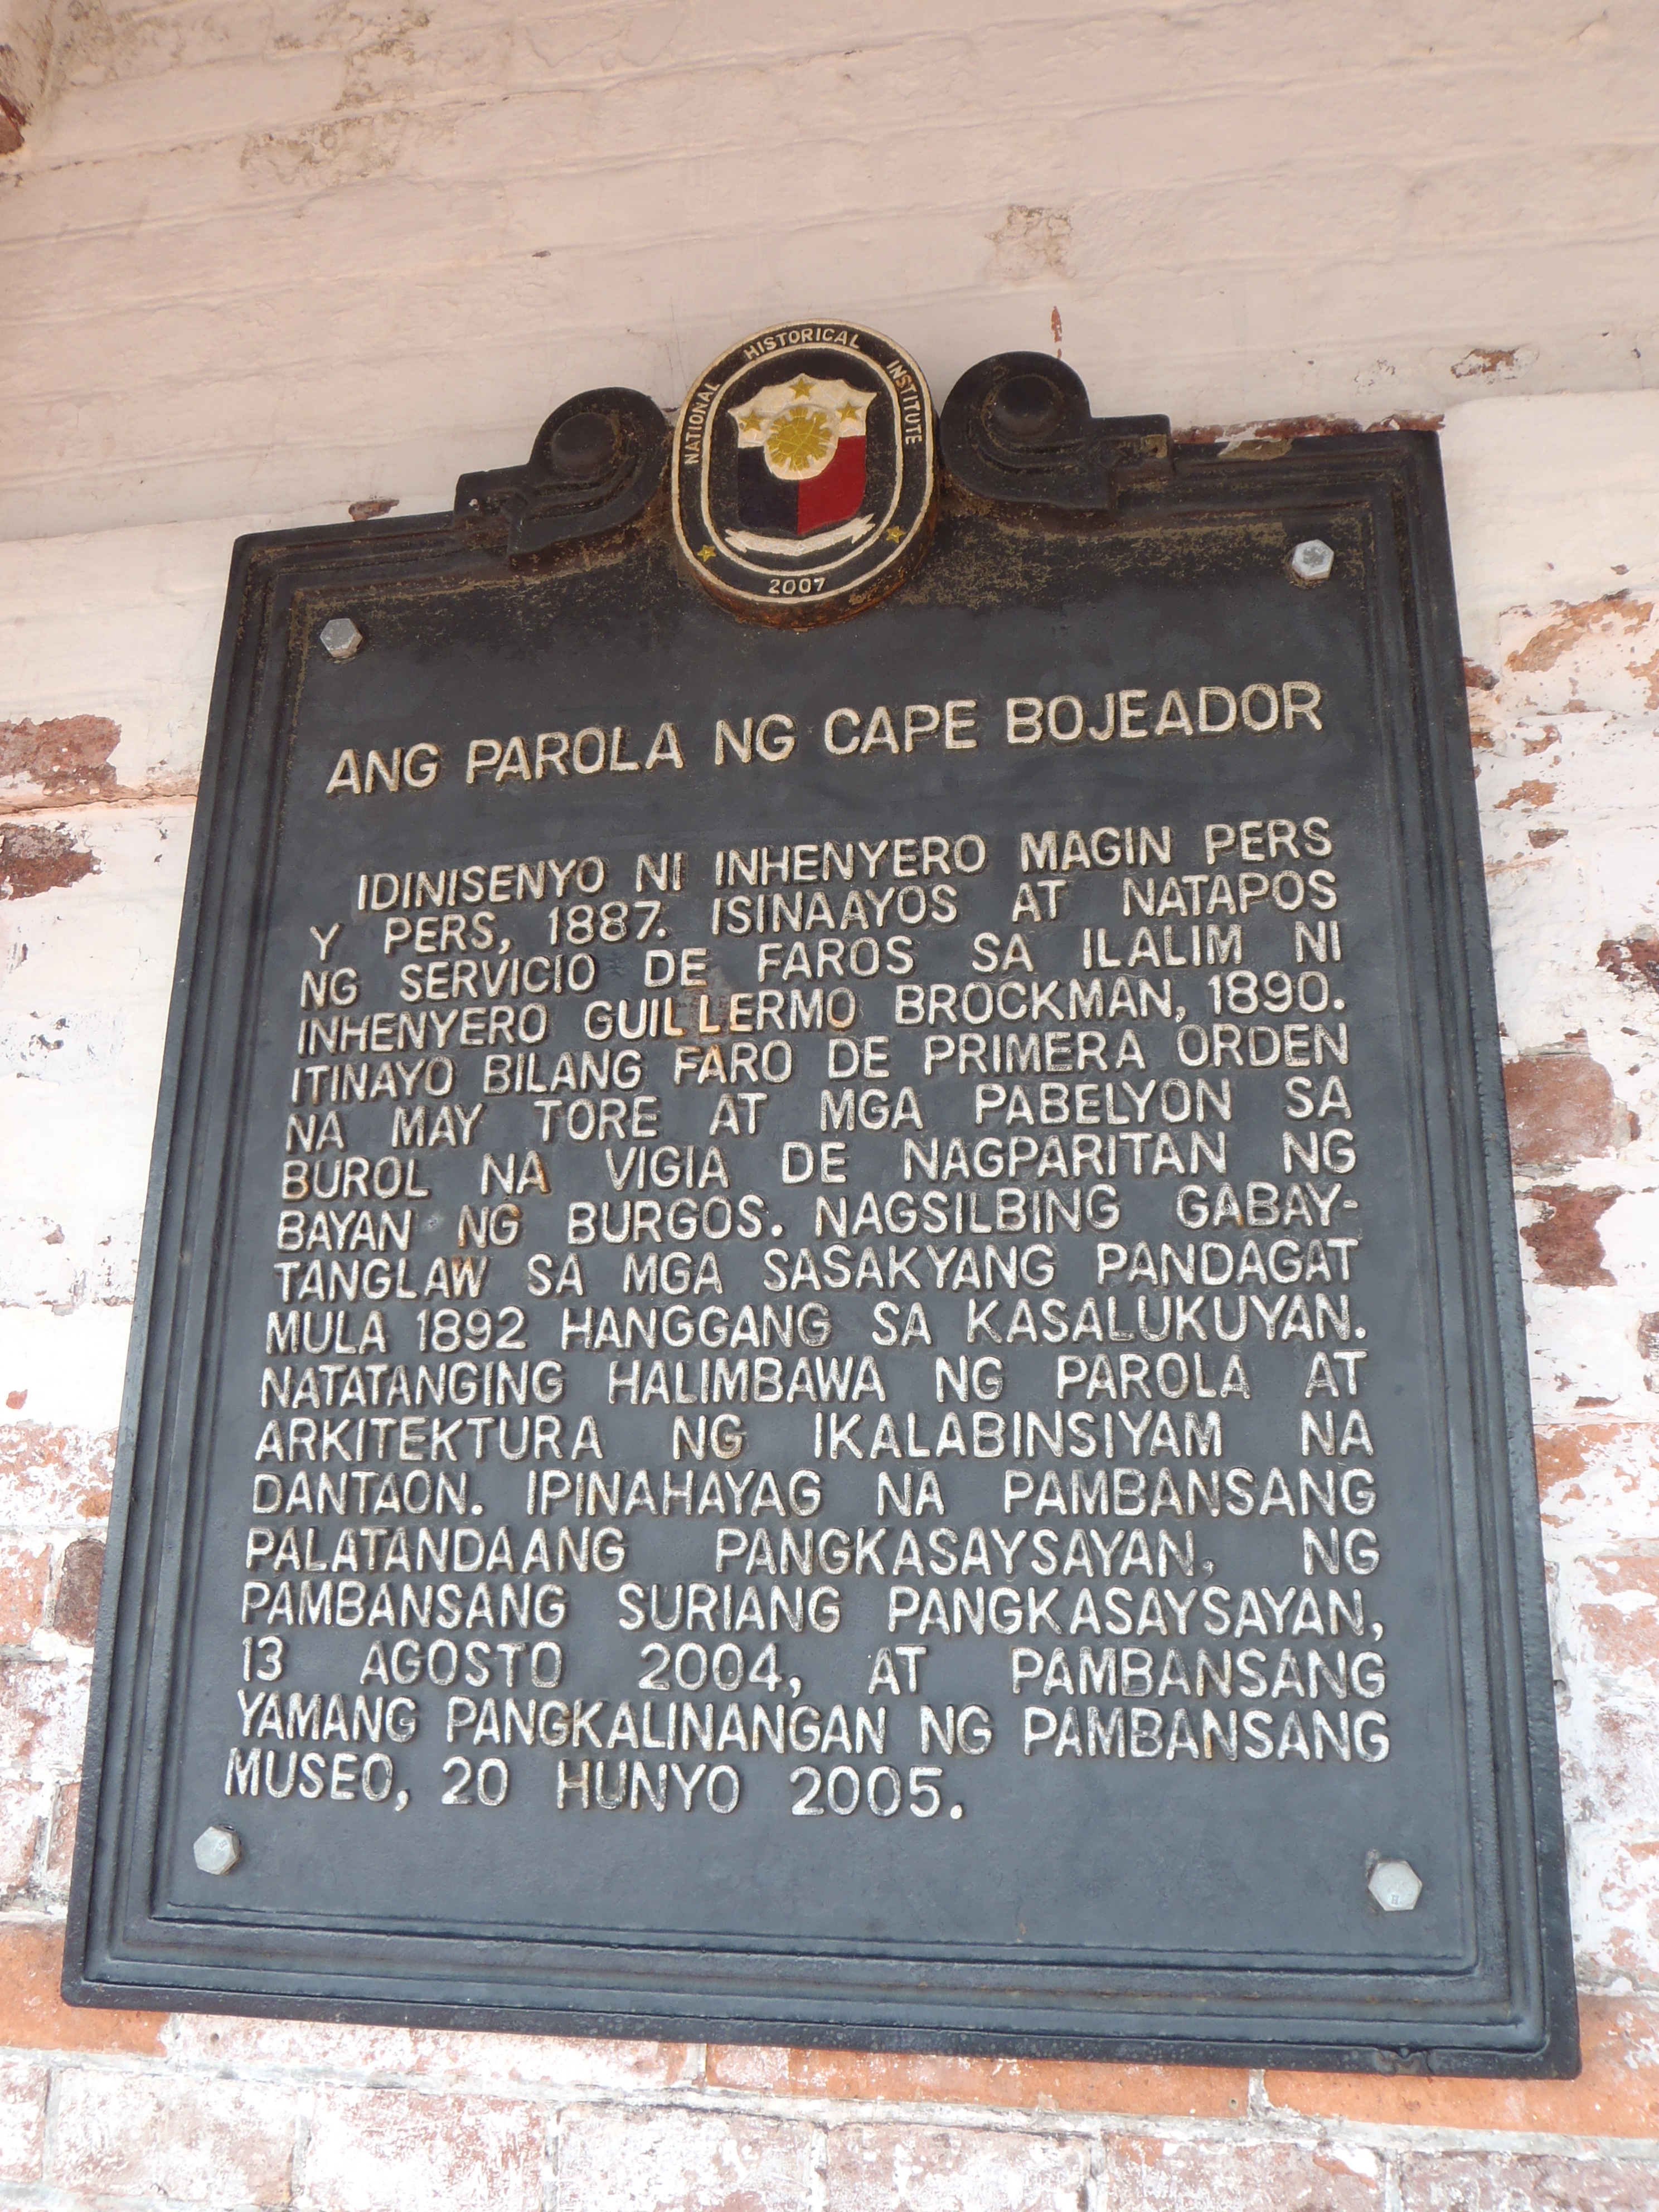 NATIONAL HISTORICAL INSTITUTE
2007
ANG PAROLA NG CAPE BOJEADOR
IDINISENYO NI INHENYERO MAGIN PERS
Y PERS, 1887. ISINAAYOS AT NATAPOS
NG SERVICIO DE FAROS SA ILALIM NI
INHENYERO GUILLERMO BROCKMAN, 1890.
ITINAYO BILANG FARO DE PRIMERA ORDEN
NA MAY TORE AT MGA PABELYON SA
BUROL NA VIGIA DE NAGPARITAN NG
BAYAN NG BURGOS. NAGSILBING GABAY-
TANGLAW SA MGA SASAKYANG PANDAGAT
MULA 1892 HANGGANG SA KASALUKUYAN.
NATATANGING HALIMBAWA NG PAROLA AT
ARKITEKTURA NG IKALABINSIYAM NA
DANTAON. IPINAHAYAG NA PAMBANSANG
PALATANDAANG PANGKASAYSAYAN, NG
PAMBANSANG SURIANG PANGKASAYSAYAN,
13 AGOSTO 2004, AT PAMBANSANG
YAMANG PANGKALINANGAN NG PAMBANSANG
MUSEO, 20 HUNYO 2005.